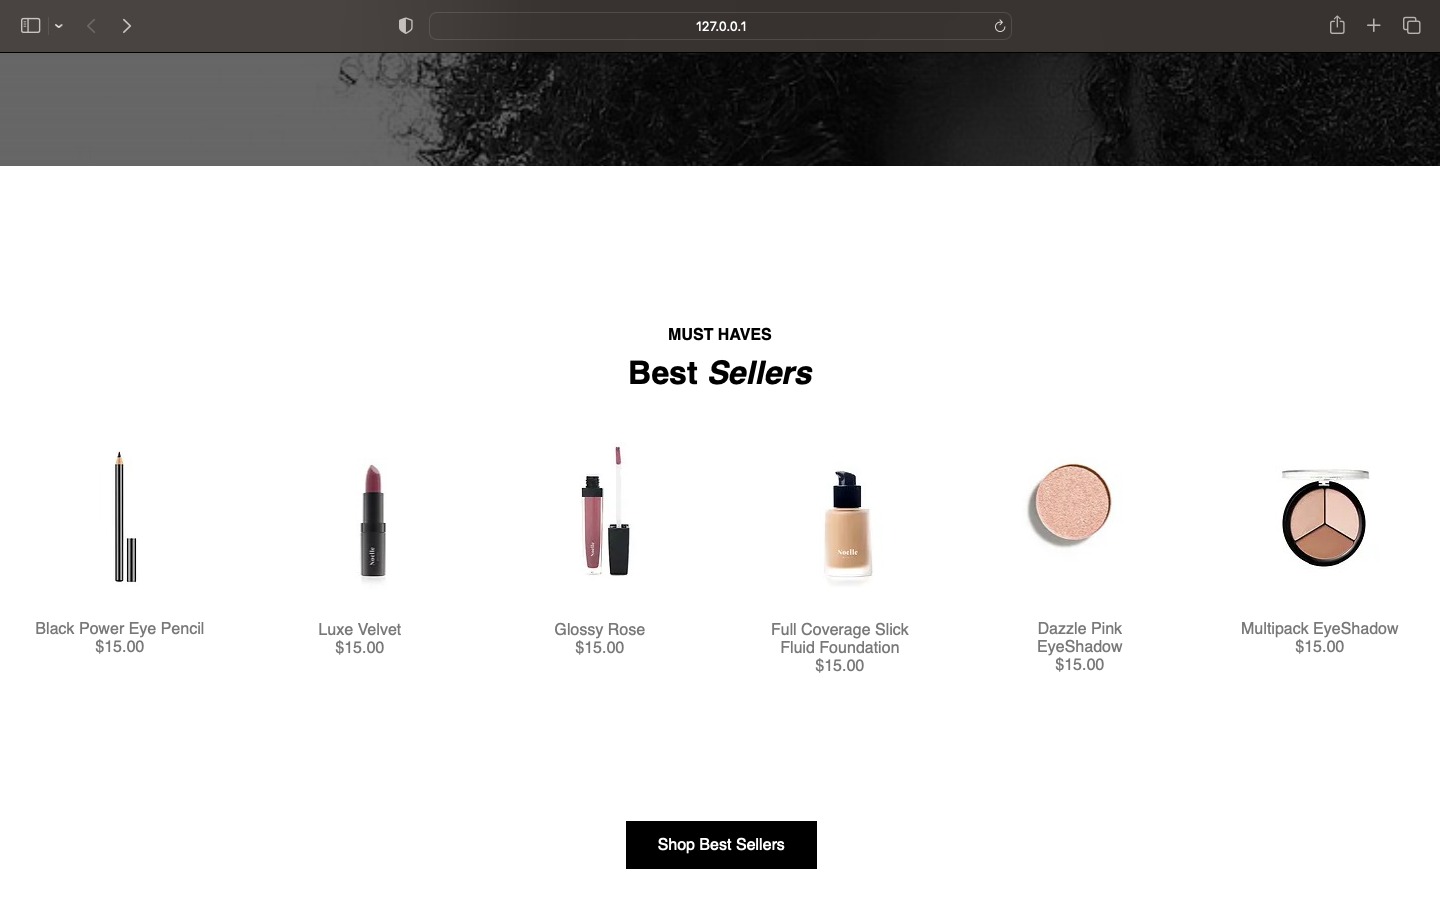 127.0.0.1
MUST HAVES
Best Sellers
Noelle
Noelle
Noelle
Black Power Eye Pencil
$15.00
Luxe Velvet
$15.00
Glossy Rose
$15.00
Full Coverage Slick
Fluid Foundation
$15.00
Dazzle Pink
EyeShadow
$15.00
Multipack EyeShadow
$15.00
Shop Best Sellers